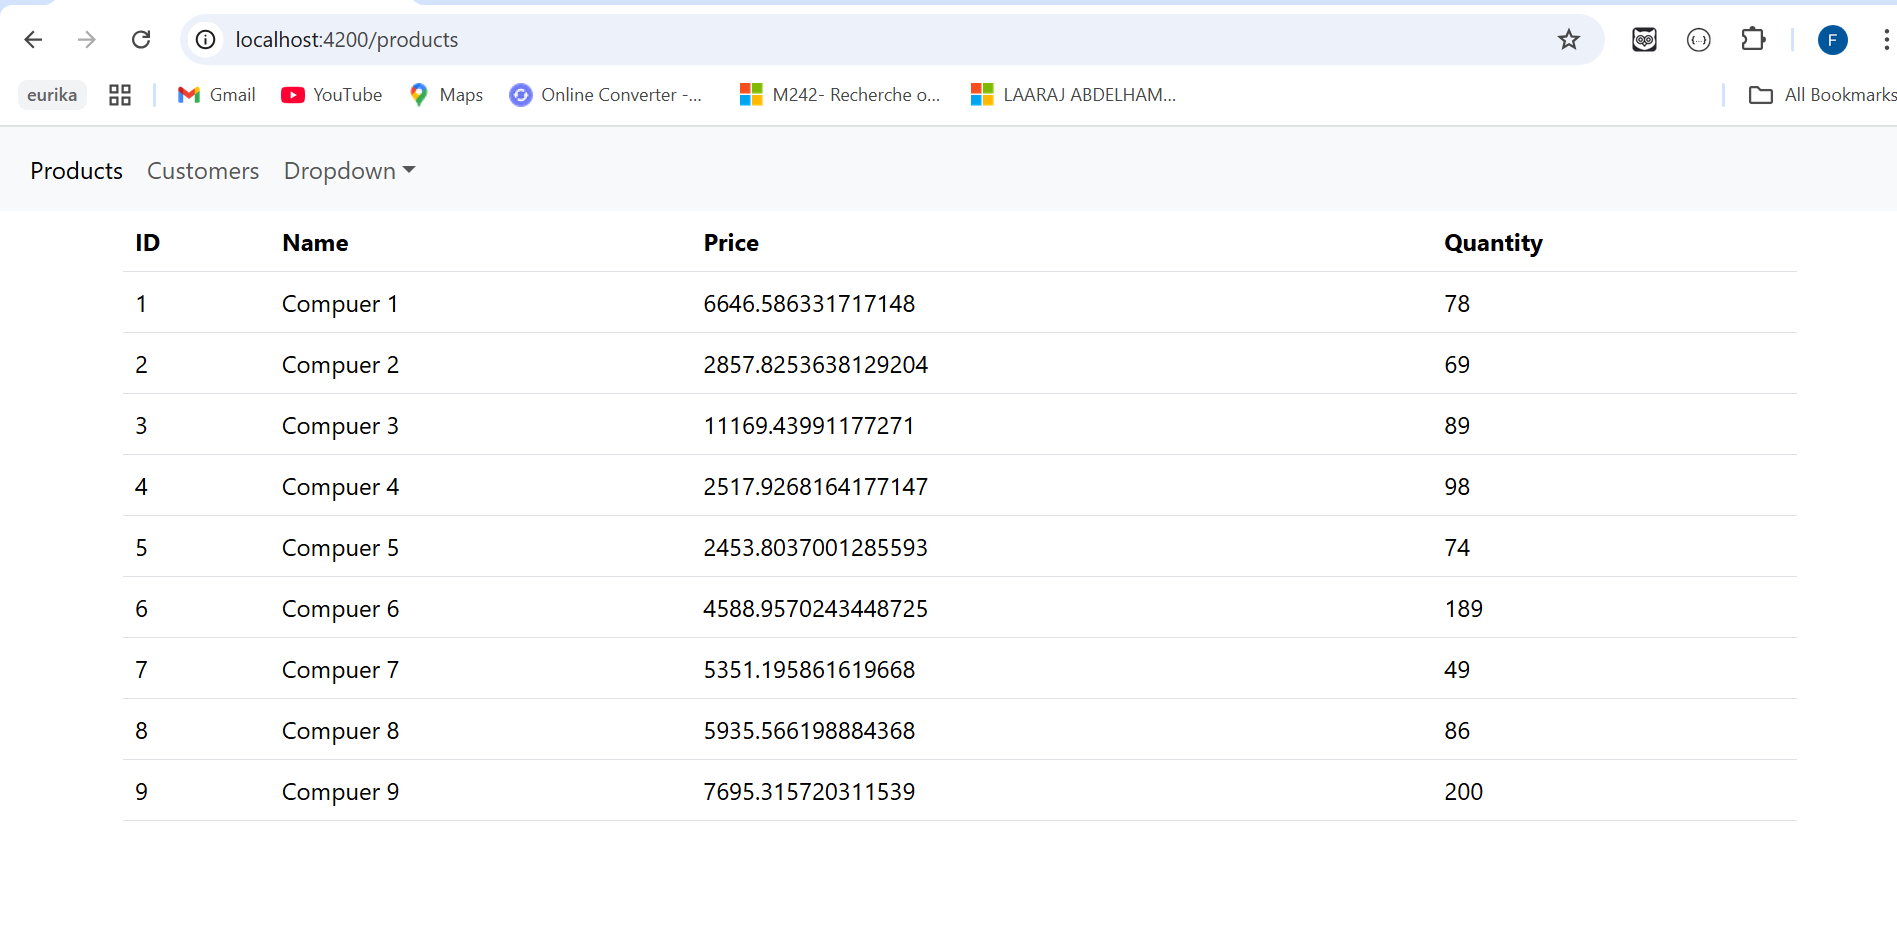 localhost:4200/products
F
eurika Gmail YouTube Maps Online Converter -... M242- Recherche o... LAARAJ ABDELHAM... All Bookmarks
Products Customers Dropdown
ID Name Price Quantity
1 Compuer 1 6646.586331717148 78
2 Compuer 2 2857.8253638129204 69
3 Compuer 3 11169.43991177271 89
4 Compuer 4 2517.9268164177147 98
5 Compuer 5 2453.8037001285593 74
6 Compuer 6 4588.9570243448725 189
7 Compuer 7 5351.195861619668 49
8 Compuer 8 5935.566198884368 86
9 Compuer 9 7695.315720311539 200